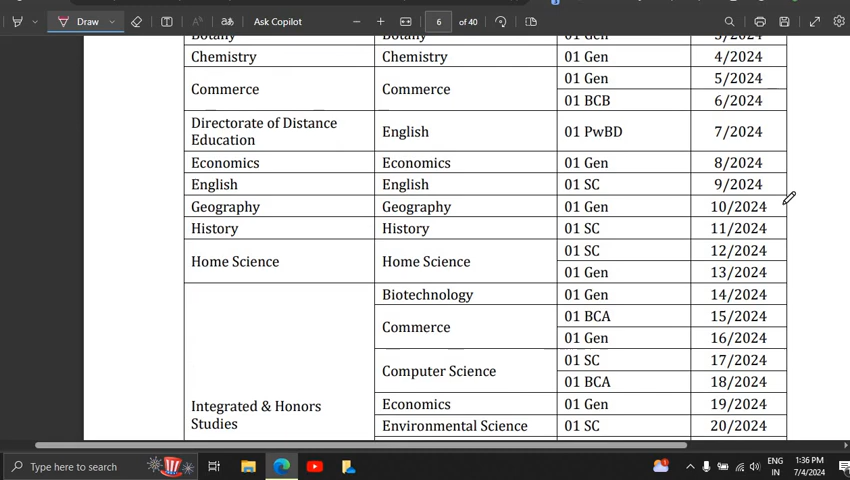 Draw
Ask Copilot
6 of 40
Botany Botany 01 Gen 3/2024
Chemistry Chemistry 01 Gen 4/2024
Commerce Commerce 01 Gen 5/2024
01 BCB 6/2024
Directorate of Distance Education English 01 PwBD 7/2024
Economics Economics 01 Gen 8/2024
English English 01 SC 9/2024
Geography Geography 01 Gen 10/2024
History History 01 SC 11/2024
Home Science Home Science 01 SC 12/2024
01 Gen 13/2024
Integrated & Honors Studies Biotechnology 01 Gen 14/2024
Commerce 01 BCA 15/2024
01 Gen 16/2024
Computer Science 01 SC 17/2024
01 BCA 18/2024
Economics 01 Gen 19/2024
Environmental Science 01 SC 20/2024
Type here to search
ENG
IN
1:36 PM
7/4/2024